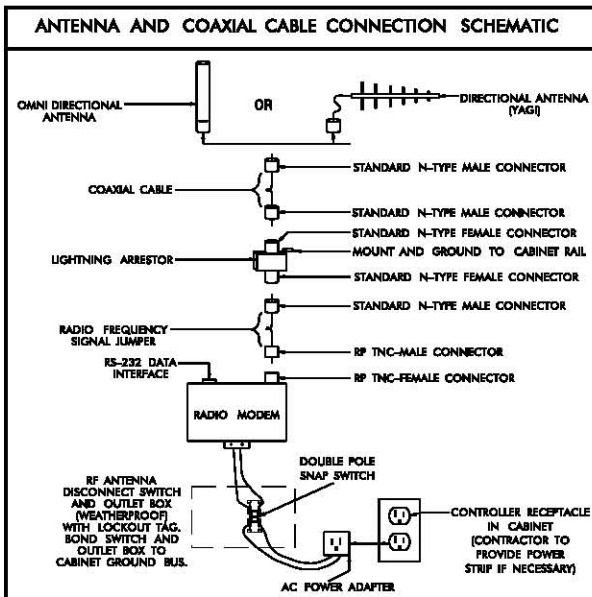 ANTENNA AND COAXIAL CABLE CONNECTION SCHEMATIC
OMNI DIRECTIONAL
ANTENNA
OR
DIRECTIONAL ANTENNA
(YAGI)
STANDARD N-TYPE MALE CONNECTOR
COAXIAL CABLE
STANDARD N-TYPE MALE CONNECTOR
STANDARD N-TYPE FEMALE CONNECTOR
MOUNT AND GROUND TO CABINET RAIL
LIGHTNING ARRESTOR
STANDARD N-TYPE FEMALE CONNECTOR
STANDARD N-TYPE MALE CONNECTOR
RADIO FREQUENCY
SIGNAL JUMPER
RP TNC-MALE CONNECTOR
RS-232 DATA
INTERFACE
RP TNC-FEMALE CONNECTOR
RADIO MODEM
DOUBLE POLE
SNAP SWITCH
RF ANTENNA
DISCONNECT SWITCH
AND OUTLET BOX
(WEATHERPROOF)
WITH LOCKOUT TAG.
BOND SWITCH AND
OUTLET BOX TO
CABINET GROUND BUS.
CONTROLLER RECEPTACLE
IN CABINET
(CONTRACTOR TO
PROVIDE POWER
STRIP IF NECESSARY)
AC POWER ADAPTER